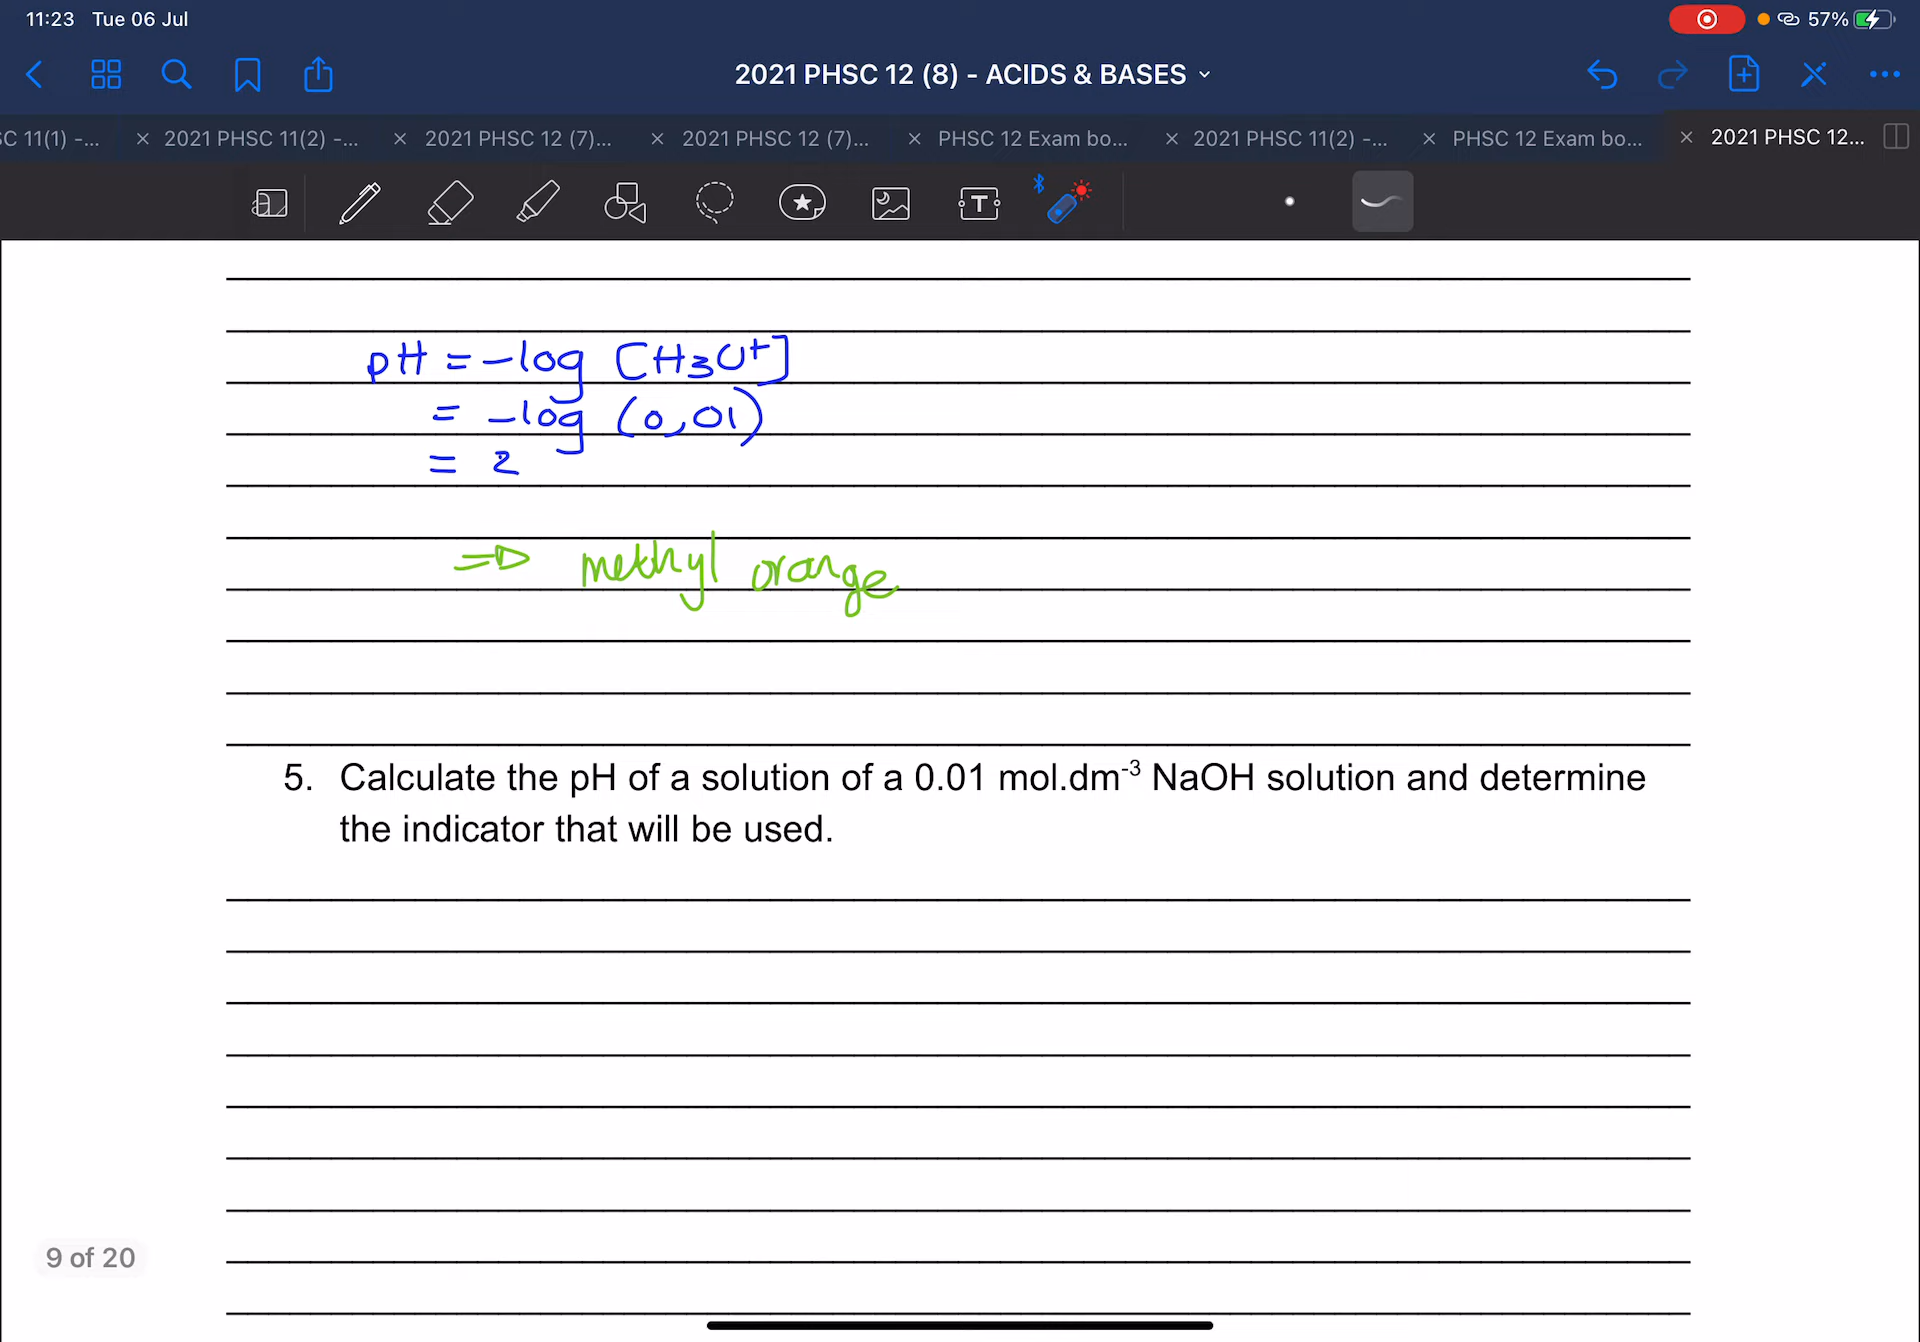 11:23 Tue 06 Jul
57%
2021 PHSC 12 (8) - ACIDS & BASES
SC 11(1) -...
2021 PHSC 11(2) -...
2021 PHSC 12 (7)...
2021 PHSC 12 (7)...
PHSC 12 Exam bo...
2021 PHSC 11(2) -...
PHSC 12 Exam bo...
2021 PHSC 12...
pH = -log [H3O+]
= -log (0,01)
= 2
⇒ methyl orange
5. Calculate the pH of a solution of a 0.01 mol.dm⁻³ NaOH solution and determine
the indicator that will be used.
9 of 20